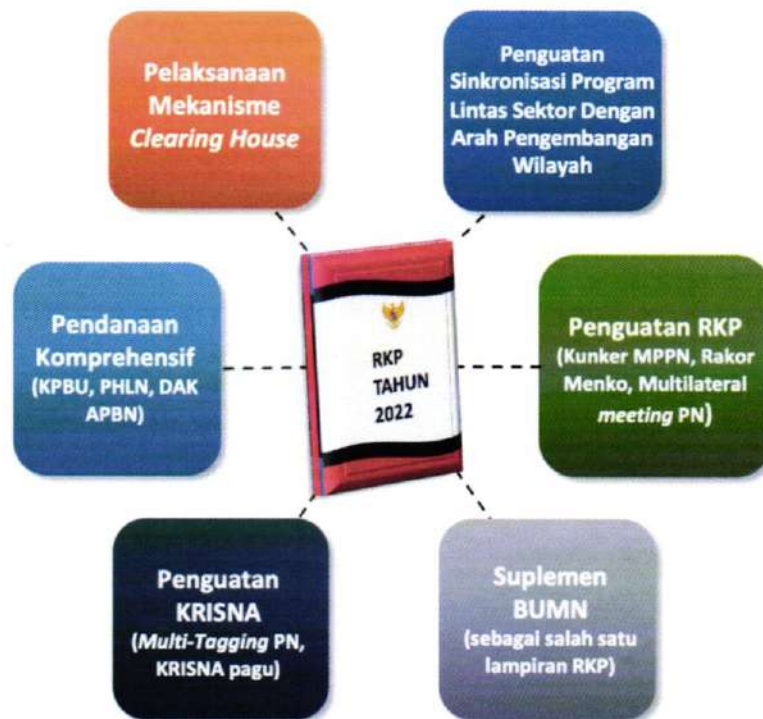 Pelaksanaan
Mekanisme
Clearing House
Penguatan
Sinkronisasi Program
Lintas Sektor Dengan
Arah Pengembangan
Wilayah
Pendanaan
Komprehensif
(KPBU, PHLN, DAK
APBN)
RKP
TAHUN
2022
Penguatan RKP
(Kunker MPPN, Rakor
Menko, Multilateral
meeting PN)
Penguatan
KRISNA
(Multi-Tagging PN,
KRISNA pagu)
Suplemen
BUMN
(sebagai salah satu
lampiran RKP)